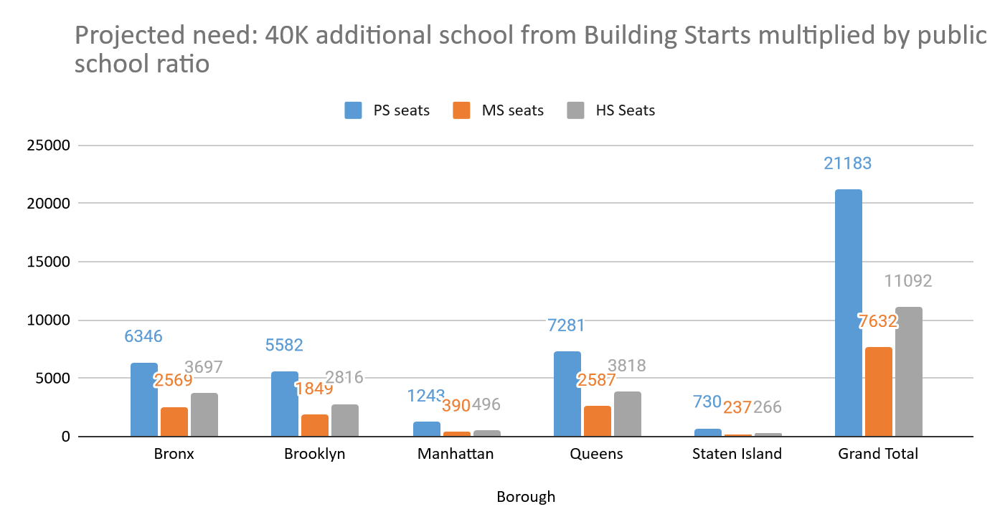 Projected need: 40K additional school from Building Starts multiplied by public
school ratio
PS seats MS seats HS Seats
25000
20000
15000
10000
5000
0
6346 2569 3697
5582 1849 2816
1243 390 496
7281 2587 3818
730 237 266
21183 7632 11092
Bronx Brooklyn Manhattan Queens Staten Island Grand Total
Borough